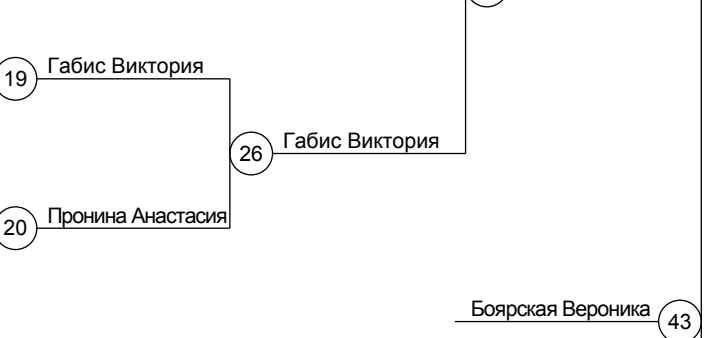 19 Габис Виктория
26 Габис Виктория
20 Пронина Анастасия
Боярская Вероника 43